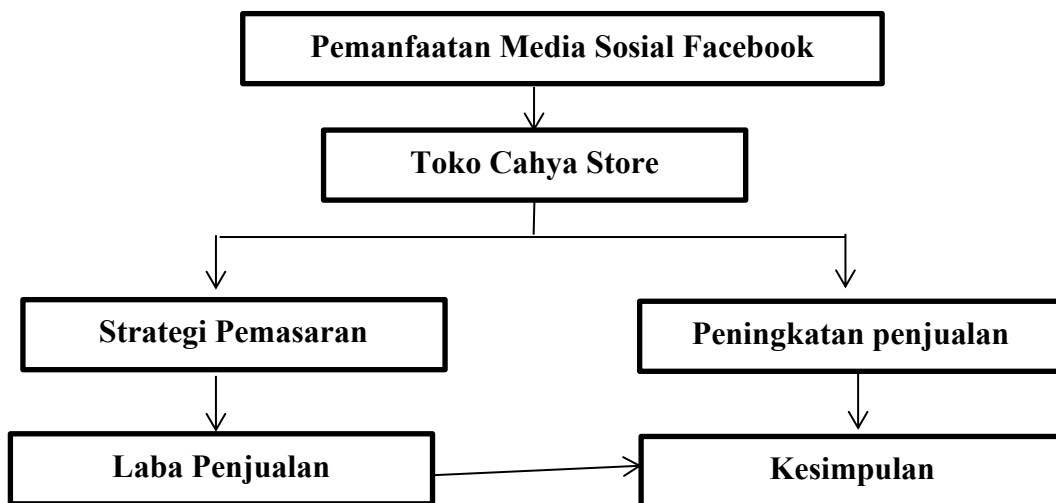 Pemanfaatan Media Sosial Facebook
Toko Cahya Store
Strategi Pemasaran
Peningkatan penjualan
Laba Penjualan
Kesimpulan